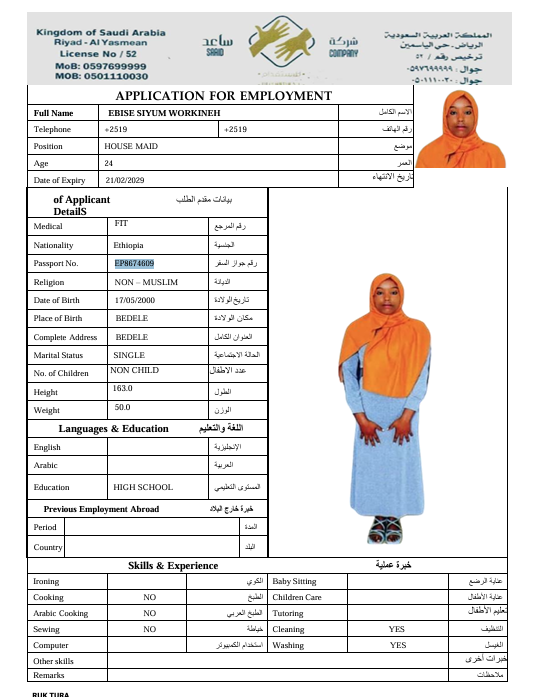 Kingdom of Saudi Arabia
Riyadh - Al Yasmean
License No / 52
MoB: 0597699999
MOB: 0501110030
ساعد
SAAID
شركة
COMPANY
المملكة العربية السعودية
الرياض ـ حي الياسمين
ترخيص رقم / ٥٢
جوال : ٠٥٩٧٦٩٩٩٩٩
جوال : ٠٥٠١١١٠٠٣٠
APPLICATION FOR EMPLOYMENT
Full Name EBISE SIYUM WORKINEH الاسم الكامل
Telephone +2519 +2519 رقم الهاتف
Position HOUSE MAID موضع
Age 24 العمر
Date of Expiry 21/02/2029 تاريخ الانتهاء
of Applicant بيانات مقدم الطلب
DetailS
Medical FIT رقم المرجع
Nationality Ethiopia الجنسية
Passport No. EP8674609 رقم جواز السفر
Religion NON – MUSLIM الديانة
Date of Birth 17/05/2000 تاريخ الولادة
Place of Birth BEDELE مكان الولادة
Complete Address BEDELE العنوان الكامل
Marital Status SINGLE الحالة الاجتماعية
No. of Children NON CHILD عدد الاطفال
Height 163.0 الطول
Weight 50.0 الوزن
Languages & Education اللغة والتعليم
English الإنجليزية
Arabic العربية
Education HIGH SCHOOL المستوى التعليمي
Previous Employment Abroad خبرة خارج البلاد
Period المدة
Country البلد
Skills & Experience خبرة عملية
Ironing الكوي Baby Sitting عناية الرضع
Cooking NO الطبخ Children Care عناية الأطفال
Arabic Cooking NO الطبخ العربي Tutoring تعليم الأطفال
Sewing NO خياطة Cleaning YES التنظيف
Computer استخدام الكمبيوتر Washing YES الغسيل
Other skills خبرات أخرى
Remarks ملاحظات
RUK TURA